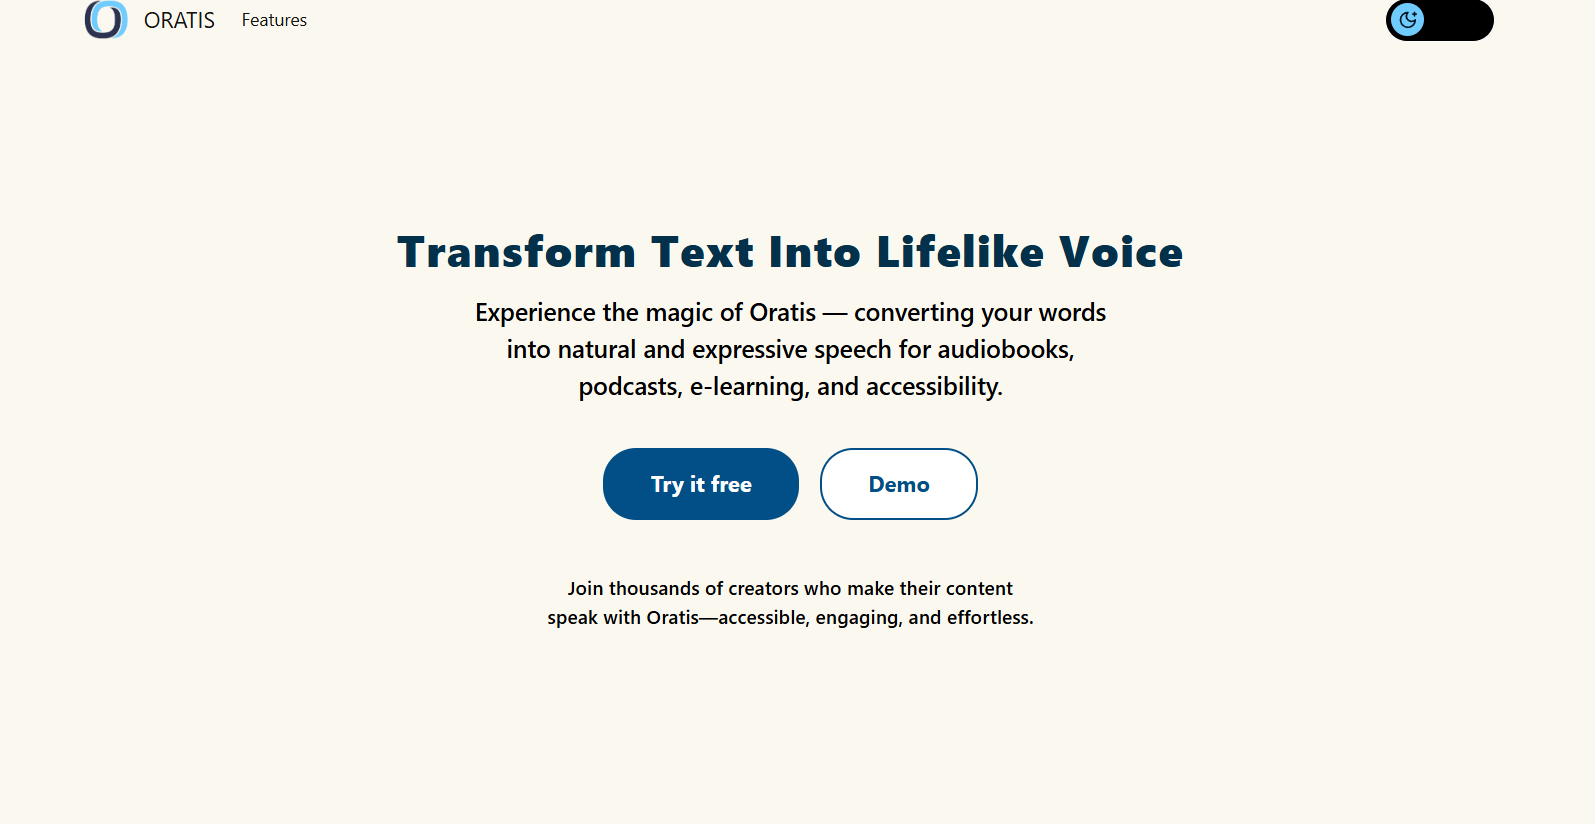 ORATIS
Features
Transform Text Into Lifelike Voice
Experience the magic of Oratis — converting your words
into natural and expressive speech for audiobooks,
podcasts, e-learning, and accessibility.
Try it free
Demo
Join thousands of creators who make their content
speak with Oratis—accessible, engaging, and effortless.